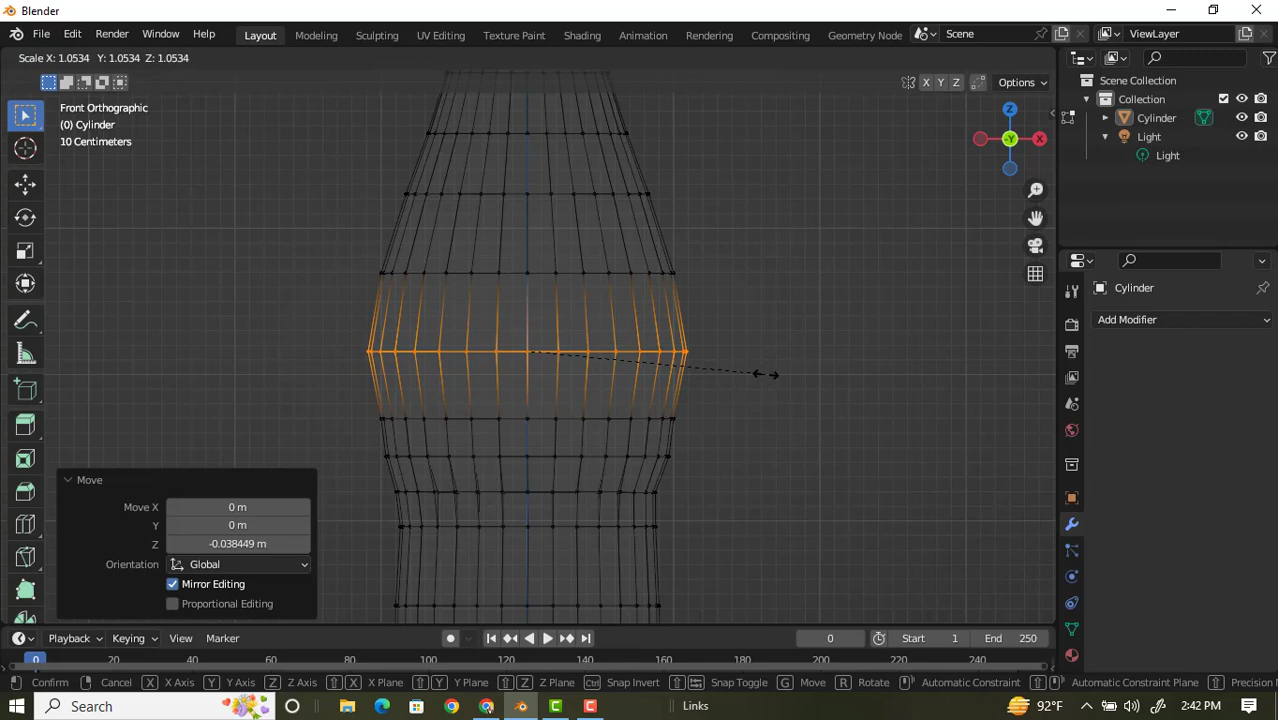 Blender
File Edit Render Window Help Layout Modeling Sculpting UV Editing Texture Paint Shading Animation Rendering Compositing Geometry Node Scene ViewLayer
Scale X: 1.0534 Y: 1.0534 Z: 1.0534
X Y Z Options
Front Orthographic
(0) Cylinder
10 Centimeters
Z
X
-Y
Scene Collection
Collection
Cylinder
Light
Light
Cylinder
Add Modifier
Move
Move X 0 m
Y 0 m
Z -0.038449 m
Orientation Global
Mirror Editing
Proportional Editing
Playback Keying View Marker 0 Start 1 End 250
0 20 40 60 80 100 120 140 160 180 200 220 240
Confirm Cancel X X Axis Y Y Axis Z Z Axis X X Plane Y Y Plane Z Z Plane Ctrl Snap Invert Snap Toggle G Move R Rotate Automatic Constraint Automatic Constraint Precision
Search Links 92°F 2:42 PM